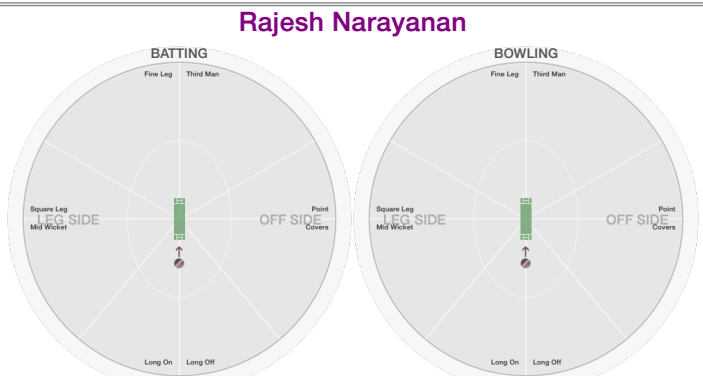 Rajesh Narayanan
BATTING
Fine Leg Third Man
Square Leg
LEG SIDE
Mid Wicket
Point
OFF SIDE
Covers
Long On Long Off
BOWLING
Fine Leg Third Man
Square Leg
LEG SIDE
Mid Wicket
Point
OFF SIDE
Covers
Long On Long Off